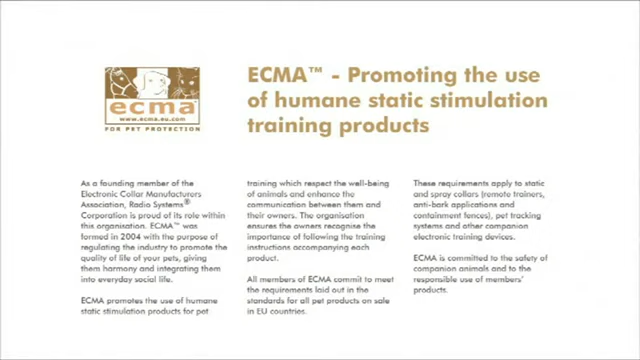 ecma™
www.ecma.eu.com
FOR PET PROTECTION
ECMA™ - Promoting the use
of humane static stimulation
training products
As a founding member of the
Electronic Collar Manufacturers
Association, Radio Systems®
Corporation is proud of its role within
this organisation. ECMA™ was
formed in 2004 with the purpose of
regulating the industry to promote the
quality of life of your pets, giving
them harmony and integrating them
into everyday social life.
ECMA promotes the use of humane
static stimulation products for pet
training which respect the well-being
of animals and enhance the
communication between them and
their owners. The organisation
ensures the owners recognise the
importance of following the training
instructions accompanying each
product.
All members of ECMA commit to meet
the requirements laid out in the
standards for all pet products on sale
in EU countries.
These requirements apply to static
and spray collars (remote trainers,
anti-bark applications and
containment fences), pet tracking
systems and other companion
electronic training devices.
ECMA is committed to the safety of
companion animals and to the
responsible use of members'
products.